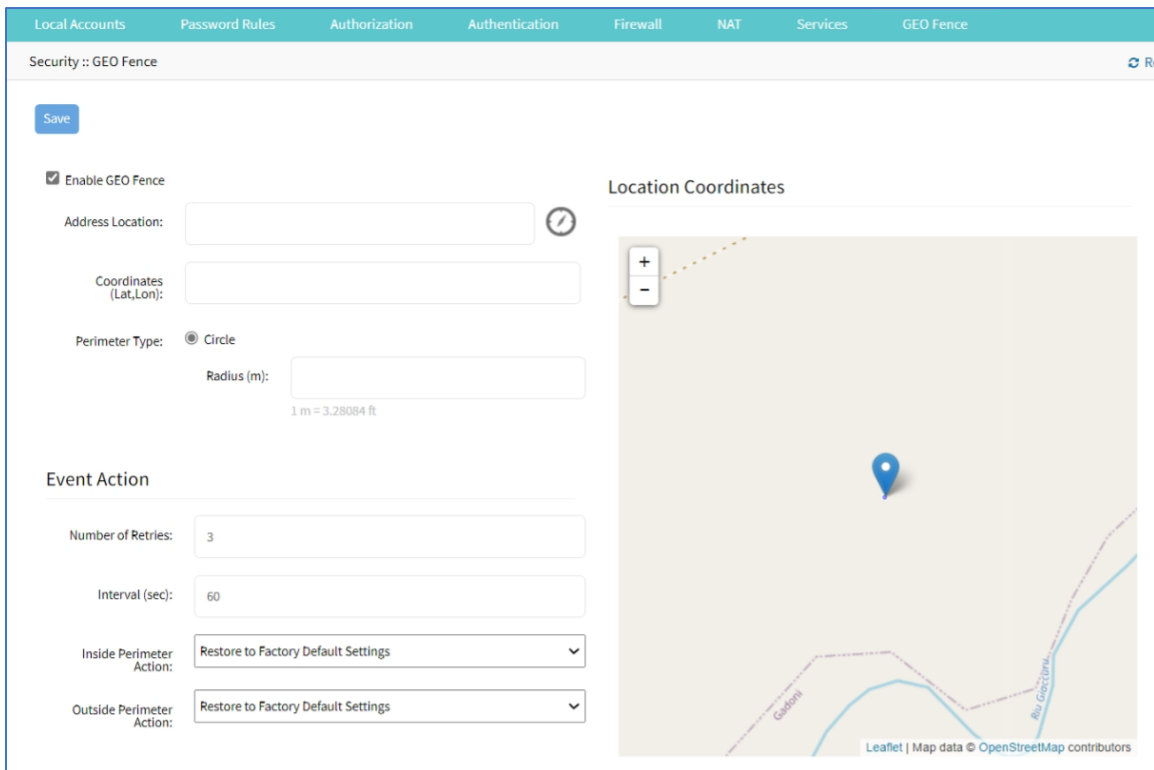 Local Accounts Password Rules Authorization Authentication Firewall NAT Services GEO Fence
Security :: GEO Fence
Save
Enable GEO Fence
Address Location:
Coordinates
(Lat,Lon):
Perimeter Type:
Circle
Radius (m):
1 m = 3.28084 ft
Event Action
Number of Retries:
3
Interval (sec):
60
Inside Perimeter
Action:
Restore to Factory Default Settings
Outside Perimeter
Action:
Restore to Factory Default Settings
Location Coordinates
+
−
Gadoni
Riu Giaccuru
Leaflet | Map data © OpenStreetMap contributors